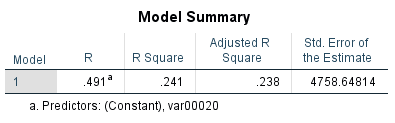 Model Summary
Adjusted R Std. Error of
Model R R Square Square the Estimate
1 .491a .241 .238 4758.64814
a. Predictors: (Constant), var00020